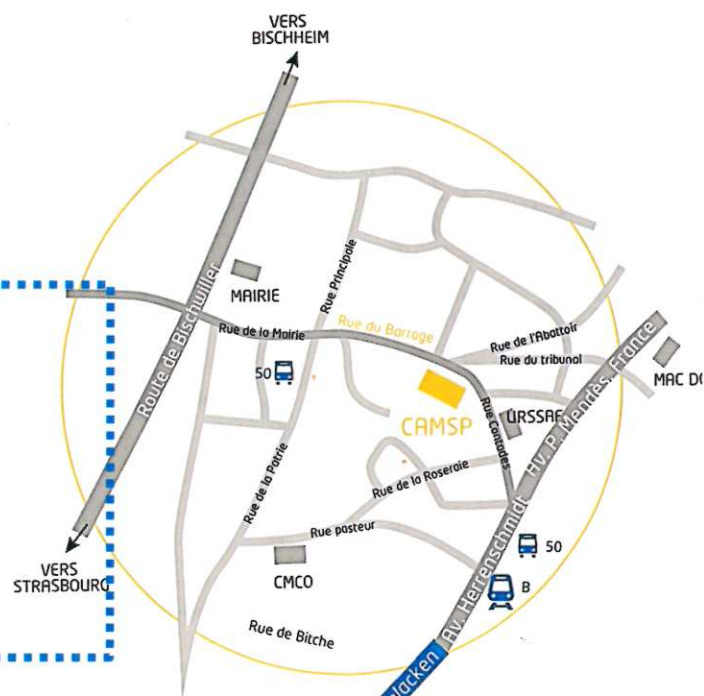 VERS
BISCHHEIM
Route de Bischwiller
MAIRIE
Rue Principale
Rue de la Mairie
Rue du Barrage
Rue de l'Abattoir
Rue du tribunal
Av. P. Mendès. France
50
CAMSP
URSSAF
Rue Contades
Rue de la Patrie
Rue de la Roseraie
Rue pasteur
VERS
STRASBOURG
CMCO
50
B
Av. Herrenschmidt
Rue de Bitche